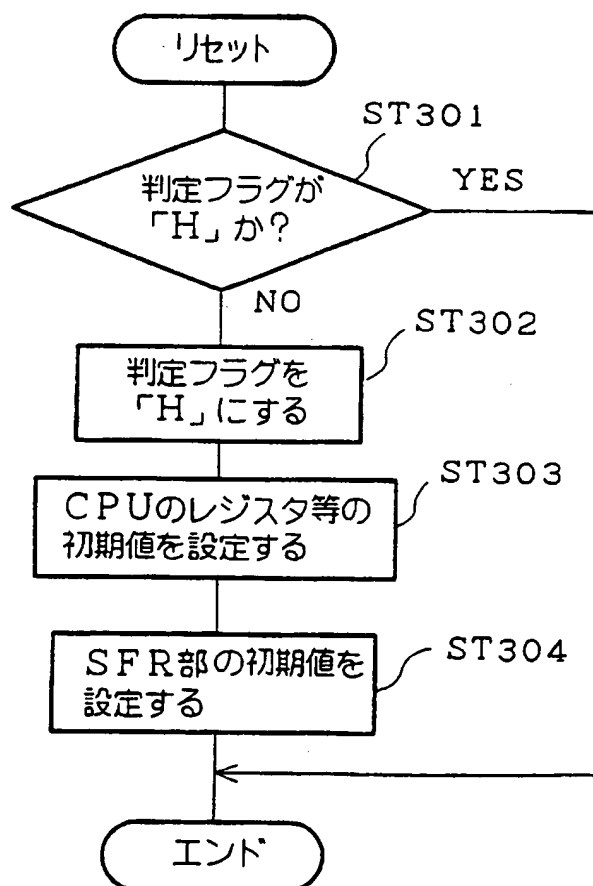 リセット
ST301
判定フラグが
「H」か？
YES
NO
ST302
判定フラグを
「H」にする
ST303
CPUのレジスタ等の
初期値を設定する
ST304
SFR部の初期値を
設定する
エンド